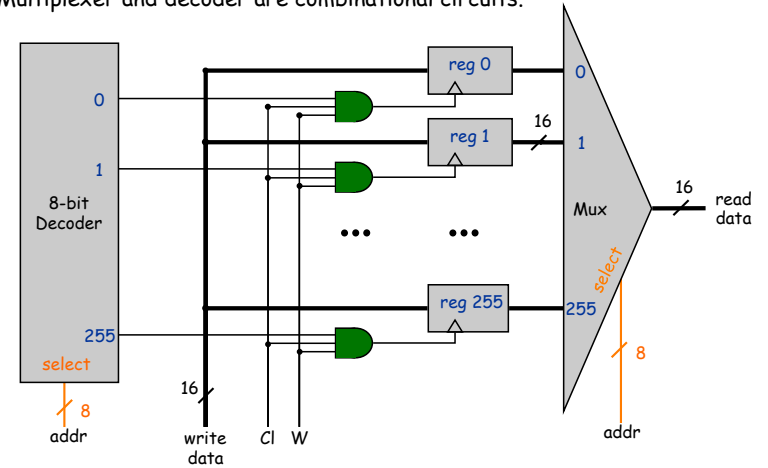 Multiplexer and decoder are combinational circuits.
0
1
8-bit
Decoder
255
select
8
addr
16
write
data
Cl
W
reg 0
reg 1
•••
•••
reg 255
16
0
1
Mux
select
255
8
addr
16
read
data